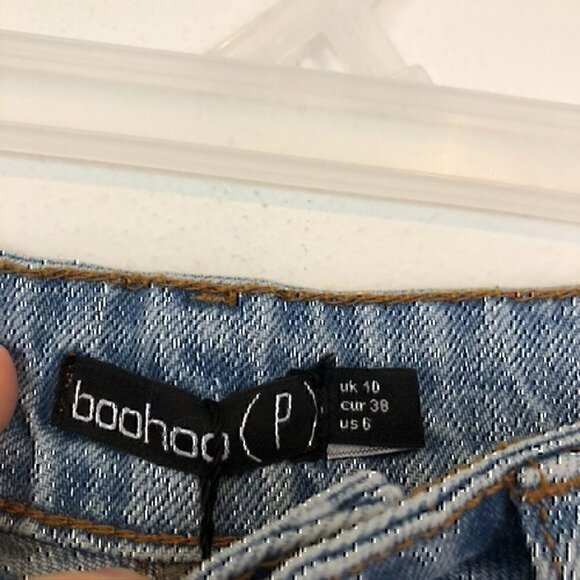 boohoo (P)
uk 10
eur 38
us 6